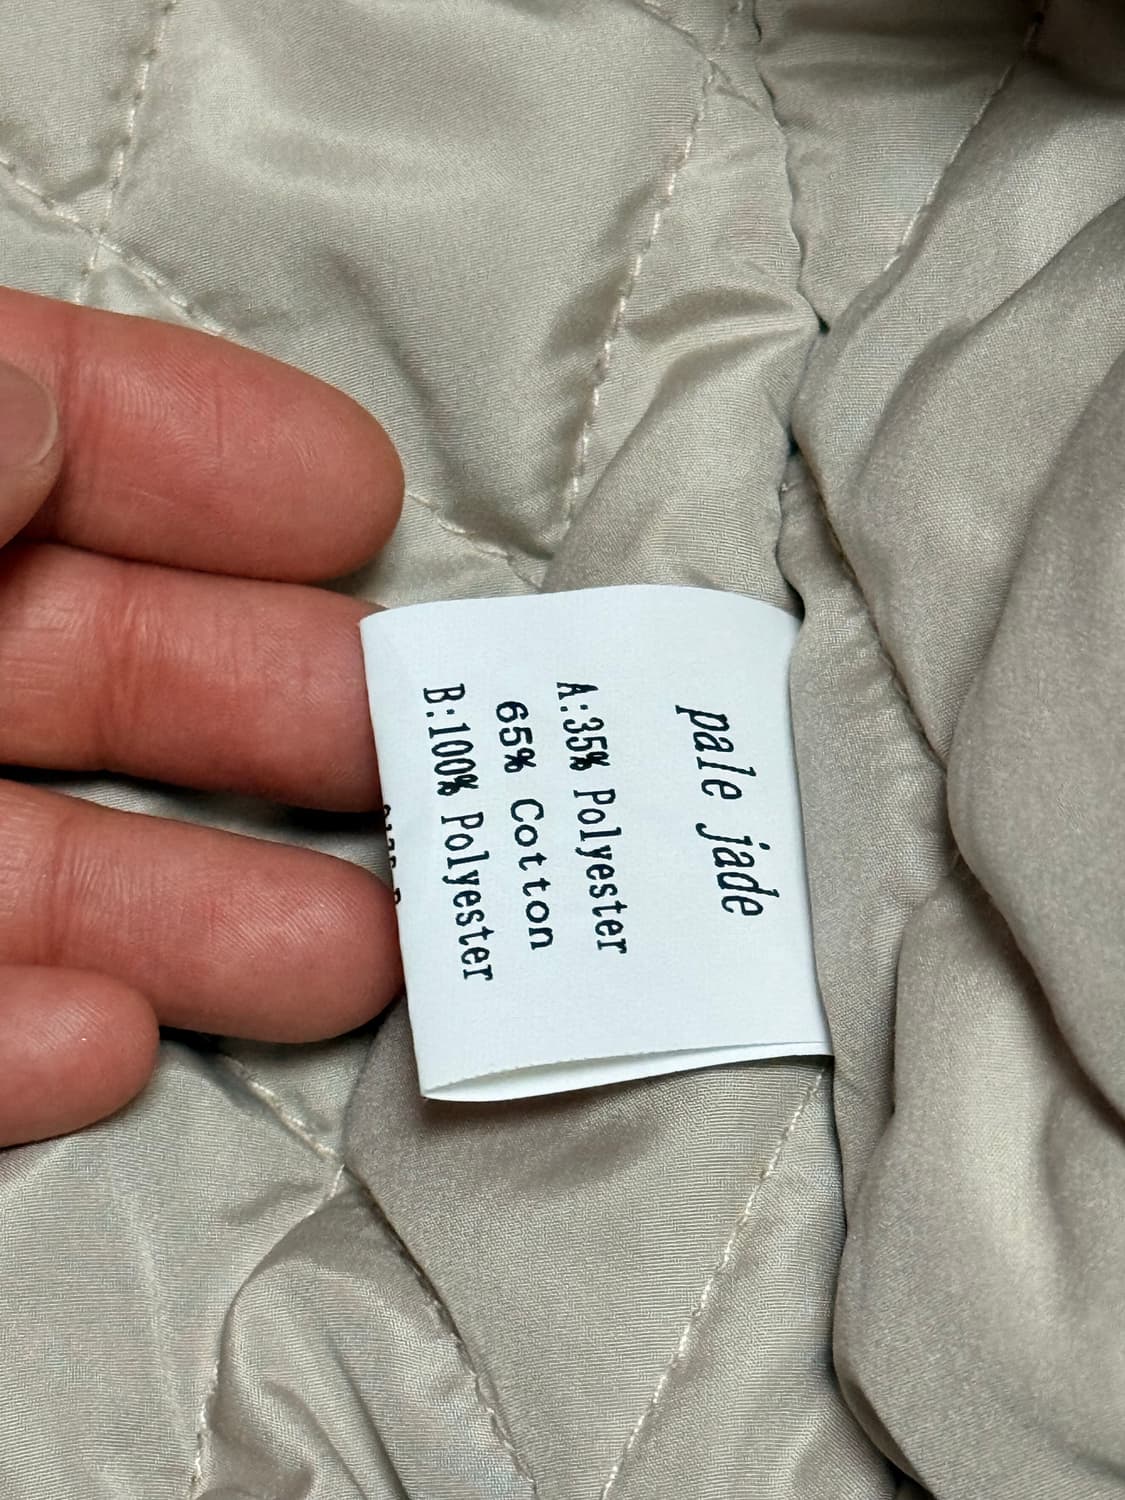 pale jade
A:35% Polyester
65% Cotton
B:100% Polyester